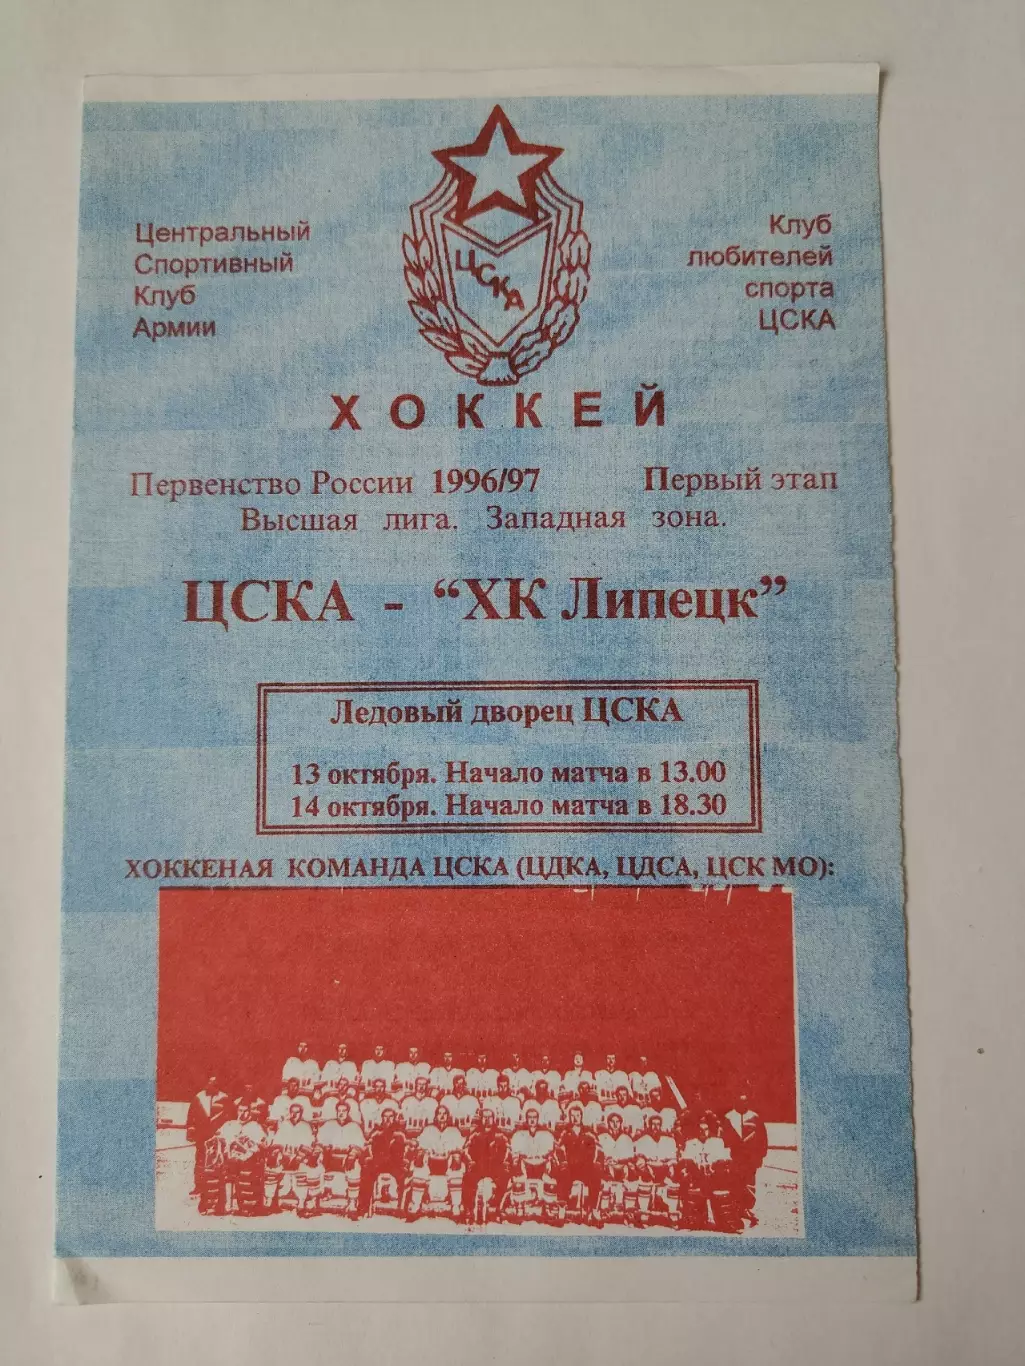 Центральный
Спортивный
Клуб
Армии
ЦСКА
Клуб
любителей
спорта
ЦСКА
ХОККЕЙ
Первенство России 1996/97 Первый этап
Высшая лига. Западная зона.
ЦСКА - “ХК Липецк”
Ледовый дворец ЦСКА
13 октября. Начало матча в 13.00
14 октября. Начало матча в 18.30
ХОККЕНАЯ КОМАНДА ЦСКА (ЦДКА, ЦДСА, ЦСК МО):